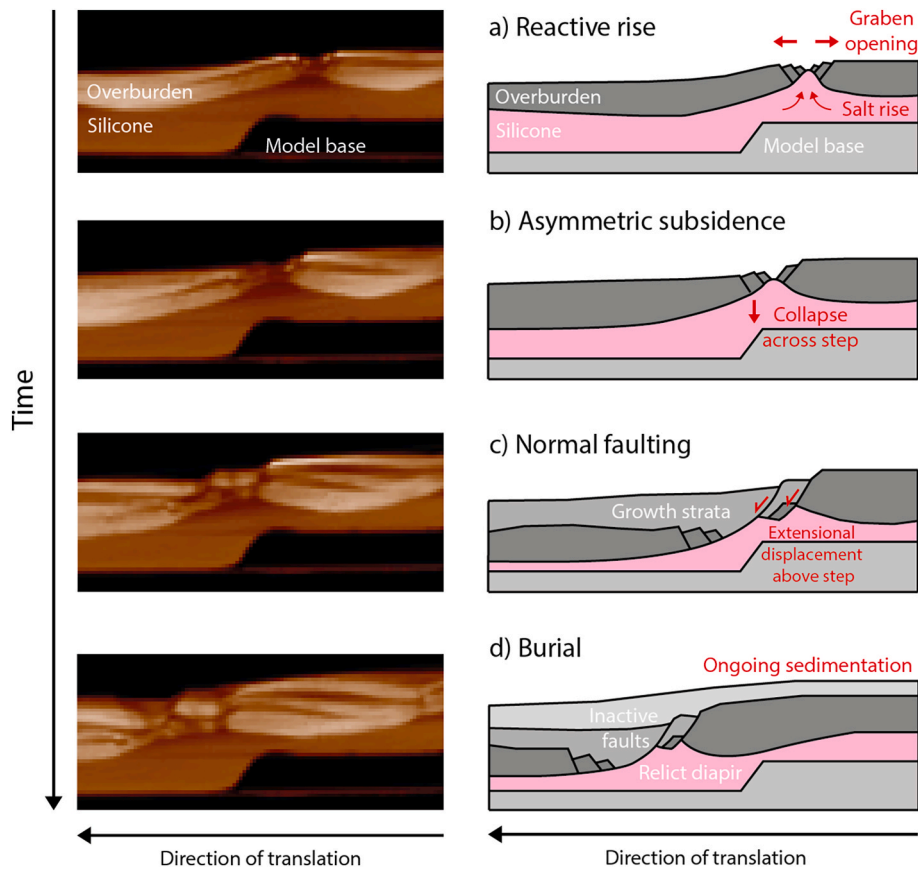 Time
Overburden
Silicone
Model base
Direction of translation
a) Reactive rise
Graben
opening
Overburden
Silicone
Salt rise
Model base
b) Asymmetric subsidence
Collapse
across step
c) Normal faulting
Growth strata
Extensional
displacement
above step
d) Burial
Ongoing sedimentation
Inactive
faults
Relict diapir
Direction of translation